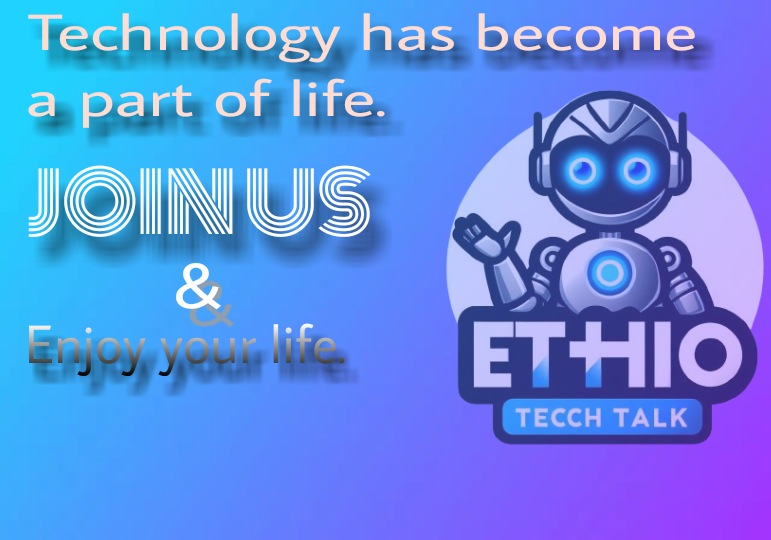 Technology has become
a part of life.
JOIN US
&
Enjoy your life.
ETHIO
TECCH TALK